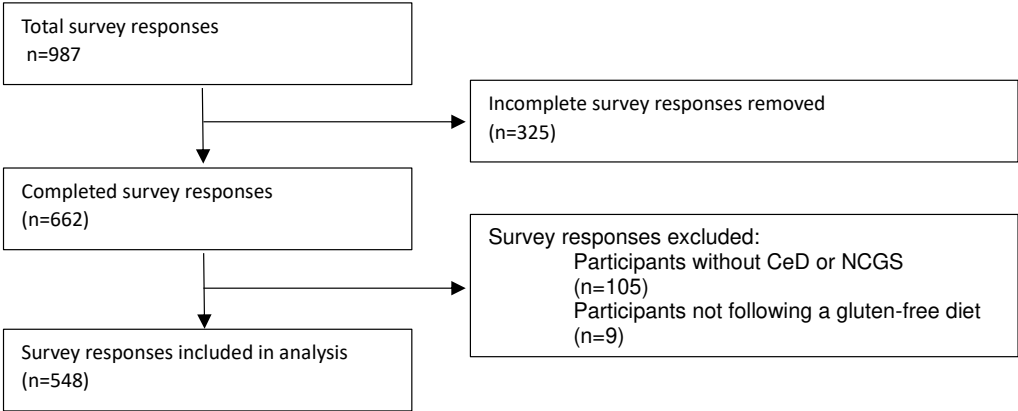 Total survey responses
n=987
Incomplete survey responses removed
(n=325)
Completed survey responses
(n=662)
Survey responses excluded:
Participants without CeD or NCGS
(n=105)
Participants not following a gluten-free diet
(n=9)
Survey responses included in analysis
(n=548)